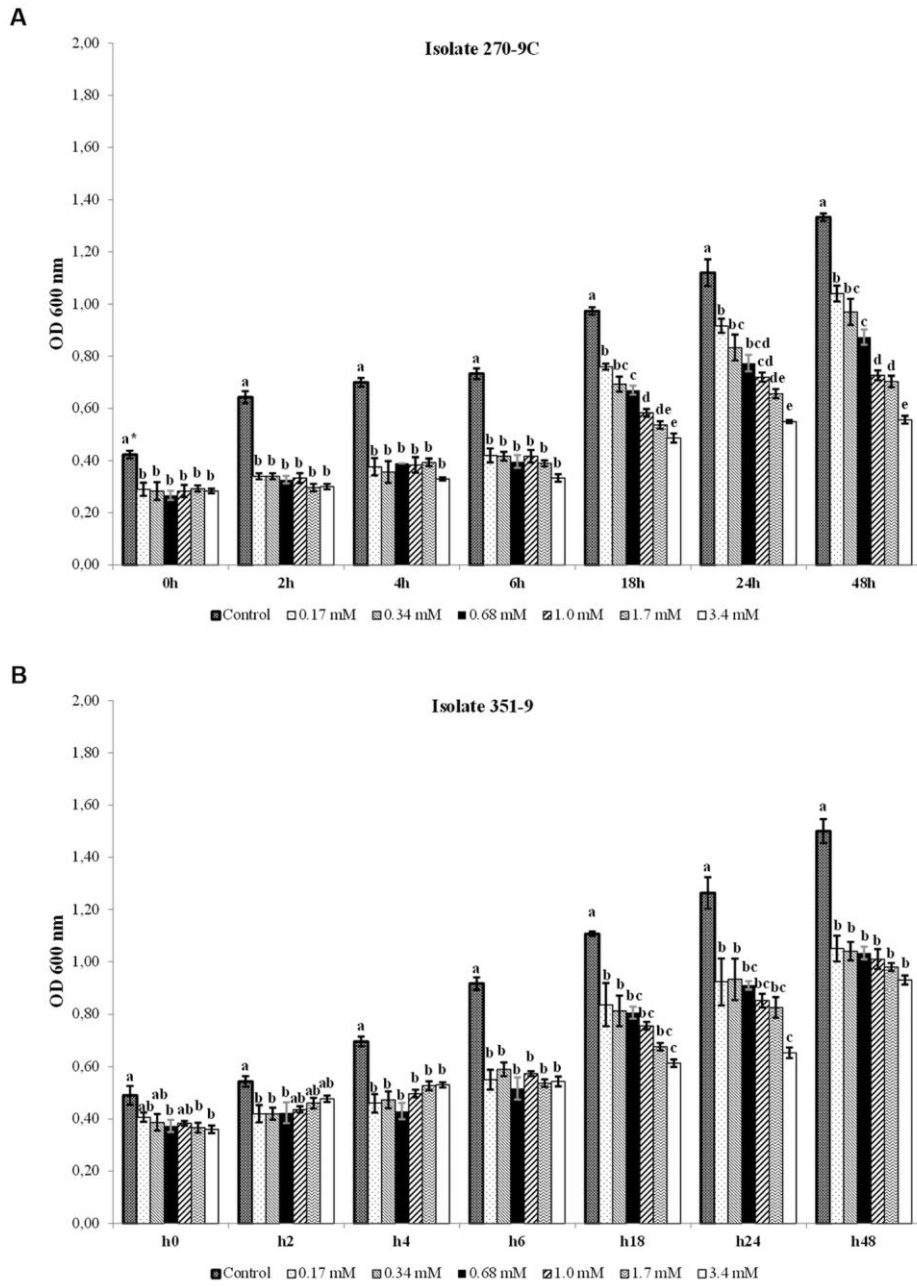 A
Isolate 270-9C
2,00
1,80
1,60
1,40
1,20
1,00
0,80
0,60
0,40
0,20
0,00
OD 600 nm
a* b b b b b b
a b b b b b b
a b b b b b b
a b b b b b b
a b bc c d de e
a b bc bcd cd de e
a b bc c d d e
0h 2h 4h 6h 18h 24h 48h
Control 0.17 mM 0.34 mM 0.68 mM 1.0 mM 1.7 mM 3.4 mM
B
Isolate 351-9
2,00
1,80
1,60
1,40
1,20
1,00
0,80
0,60
0,40
0,20
0,00
OD 600 nm
a ab ab b ab b b
a b b b ab ab ab
a b b b b b b
a b b b b b b
a b b bc bc bc c
a b b bc bc bc c
a b b b b b b
h0 h2 h4 h6 h18 h24 h48
Control 0.17 mM 0.34 mM 0.68 mM 1.0 mM 1.7 mM 3.4 mM